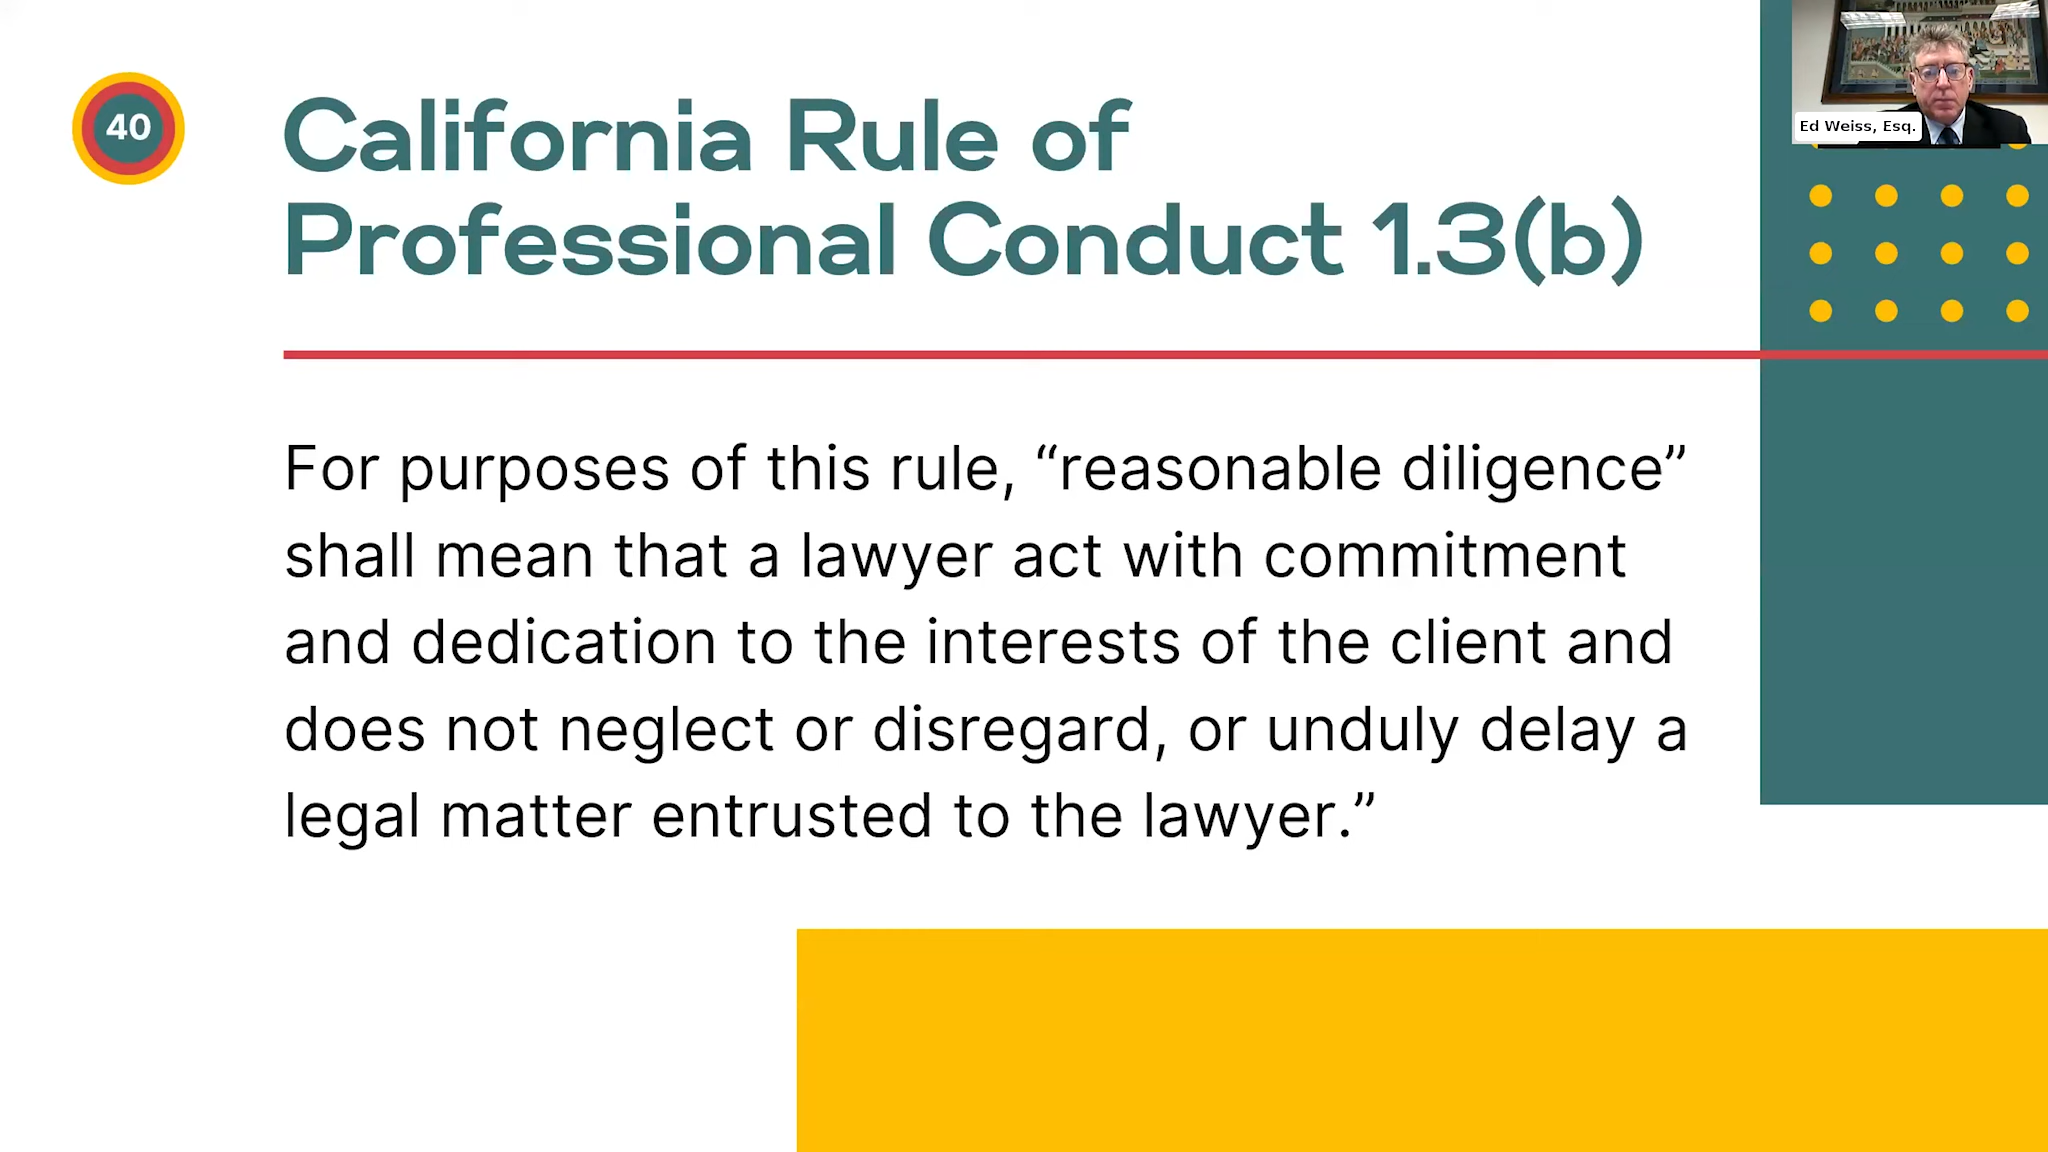 40
California Rule of
Professional Conduct 1.3(b)
Ed Weiss, Esq.
For purposes of this rule, “reasonable diligence”
shall mean that a lawyer act with commitment
and dedication to the interests of the client and
does not neglect or disregard, or unduly delay a
legal matter entrusted to the lawyer.”